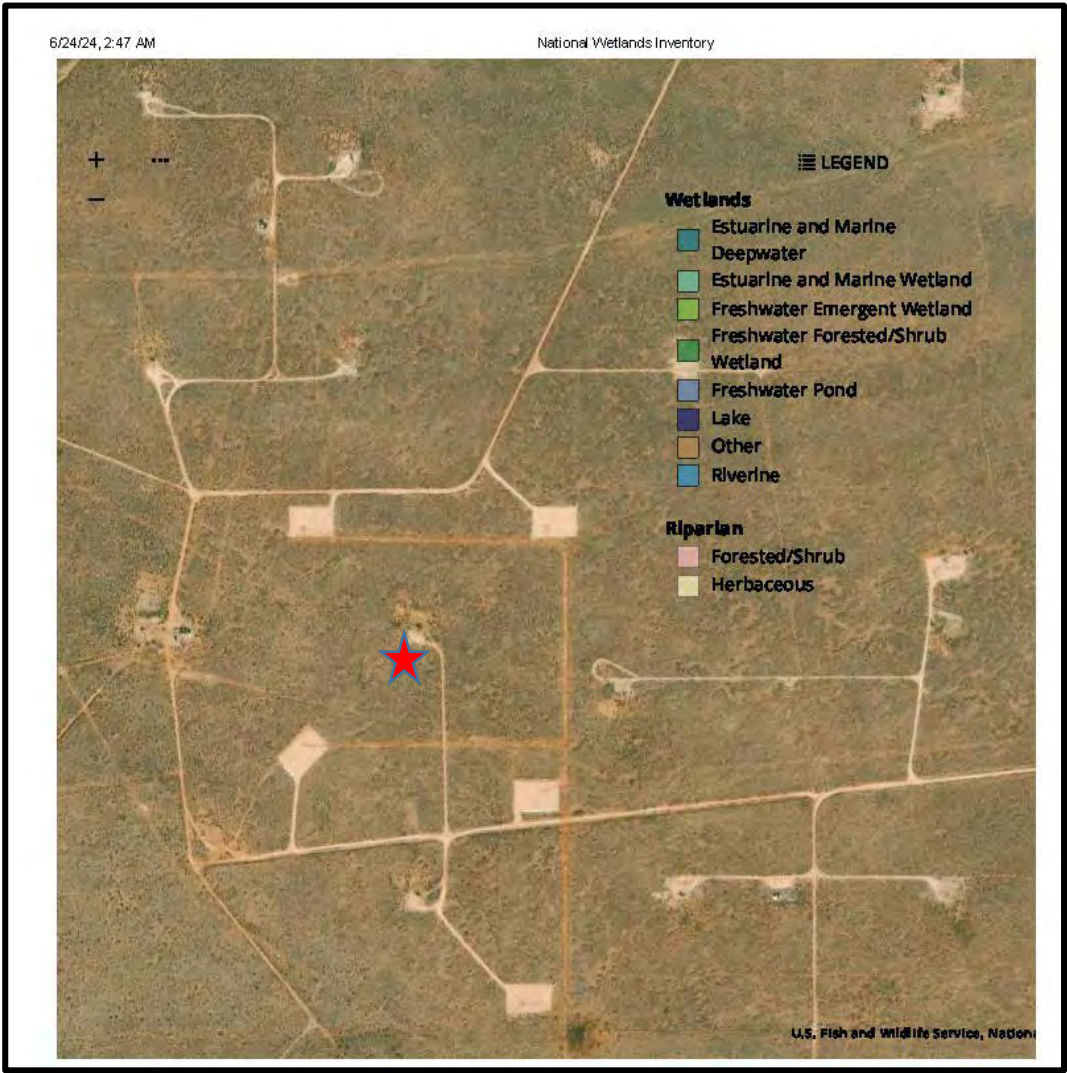 6/24/24, 2:47 AM
National Wetlands Inventory
+
...
−
LEGEND
Wetlands
Estuarine and Marine
Deepwater
Estuarine and Marine Wetland
Freshwater Emergent Wetland
Freshwater Forested/Shrub
Wetland
Freshwater Pond
Lake
Other
Riverine
Riparian
Forested/Shrub
Herbaceous
U.S. Fish and Wildlife Service, Nationa